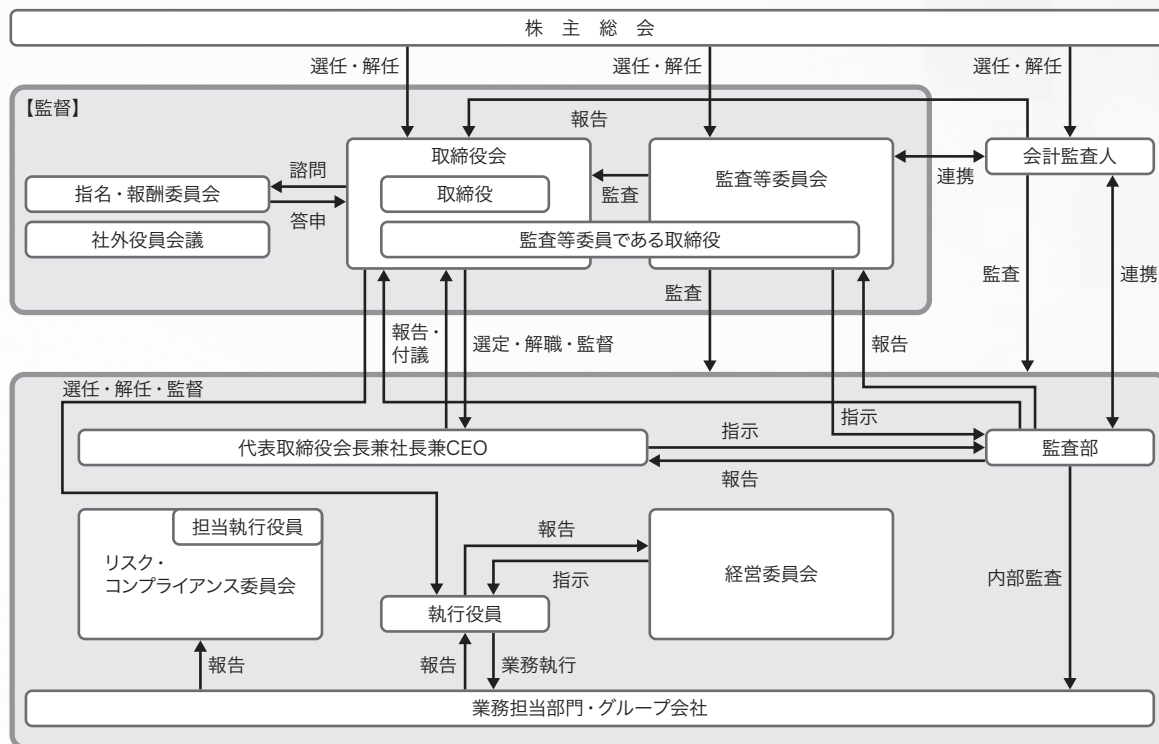 株 主 総 会
選任・解任
選任・解任
選任・解任
【監督】
報告
取締役会
監査等委員会
会計監査人
諮問
連携
指名・報酬委員会
取締役
監査
答申
社外役員会議
監査等委員である取締役
監査
監査
連携
報告・
付議
選定・解職・監督
報告
選任・解任・監督
指示
指示
代表取締役会長兼社長兼CEO
監査部
報告
担当執行役員
報告
リスク・
コンプライアンス委員会
指示
経営委員会
内部監査
執行役員
報告
報告
業務執行
業務担当部門・グループ会社